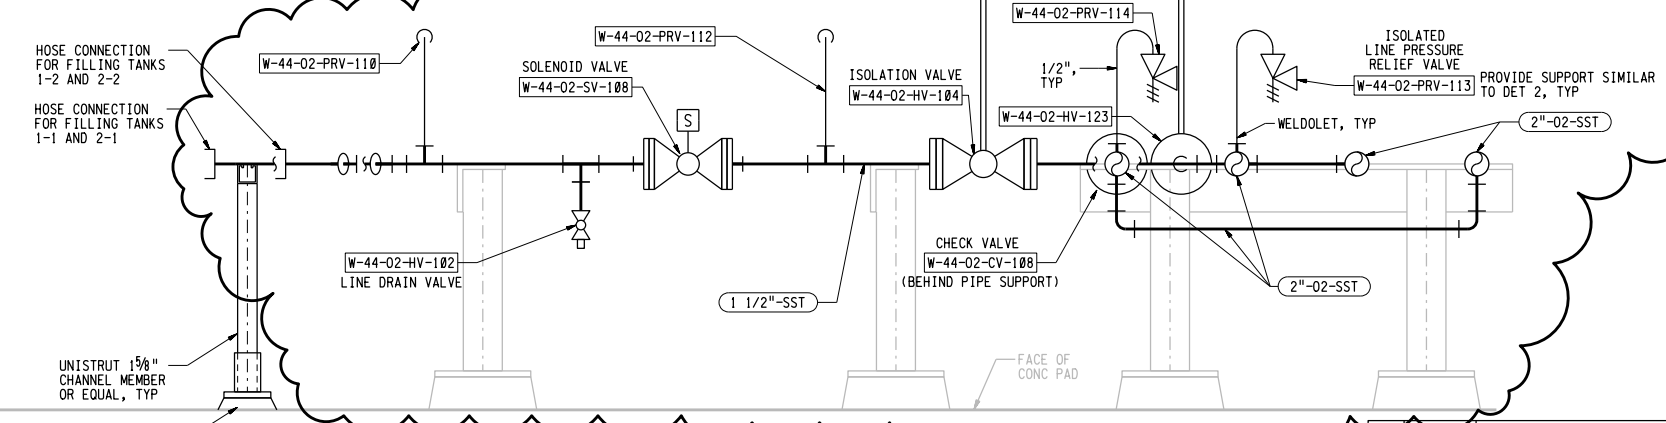 HOSE CONNECTION
FOR FILLING TANKS
1-2 AND 2-2
HOSE CONNECTION
FOR FILLING TANKS
1-1 AND 2-1
W-44-02-PRV-110
SOLENOID VALVE
W-44-02-SV-108
W-44-02-PRV-112
S
ISOLATION VALVE
W-44-02-HV-104
W-44-02-PRV-114
1/2",
TYP
W-44-02-HV-123
ISOLATED
LINE PRESSURE
RELIEF VALVE
W-44-02-PRV-113
PROVIDE SUPPORT SIMILAR
TO DET 2, TYP
WELDOLET, TYP
2"-O2-SST
W-44-02-HV-102
LINE DRAIN VALVE
1 1/2"-SST
CHECK VALVE
W-44-02-CV-108
(BEHIND PIPE SUPPORT)
2"-O2-SST
UNISTRUT 1⅝"
CHANNEL MEMBER
OR EQUAL, TYP
FACE OF
CONC PAD